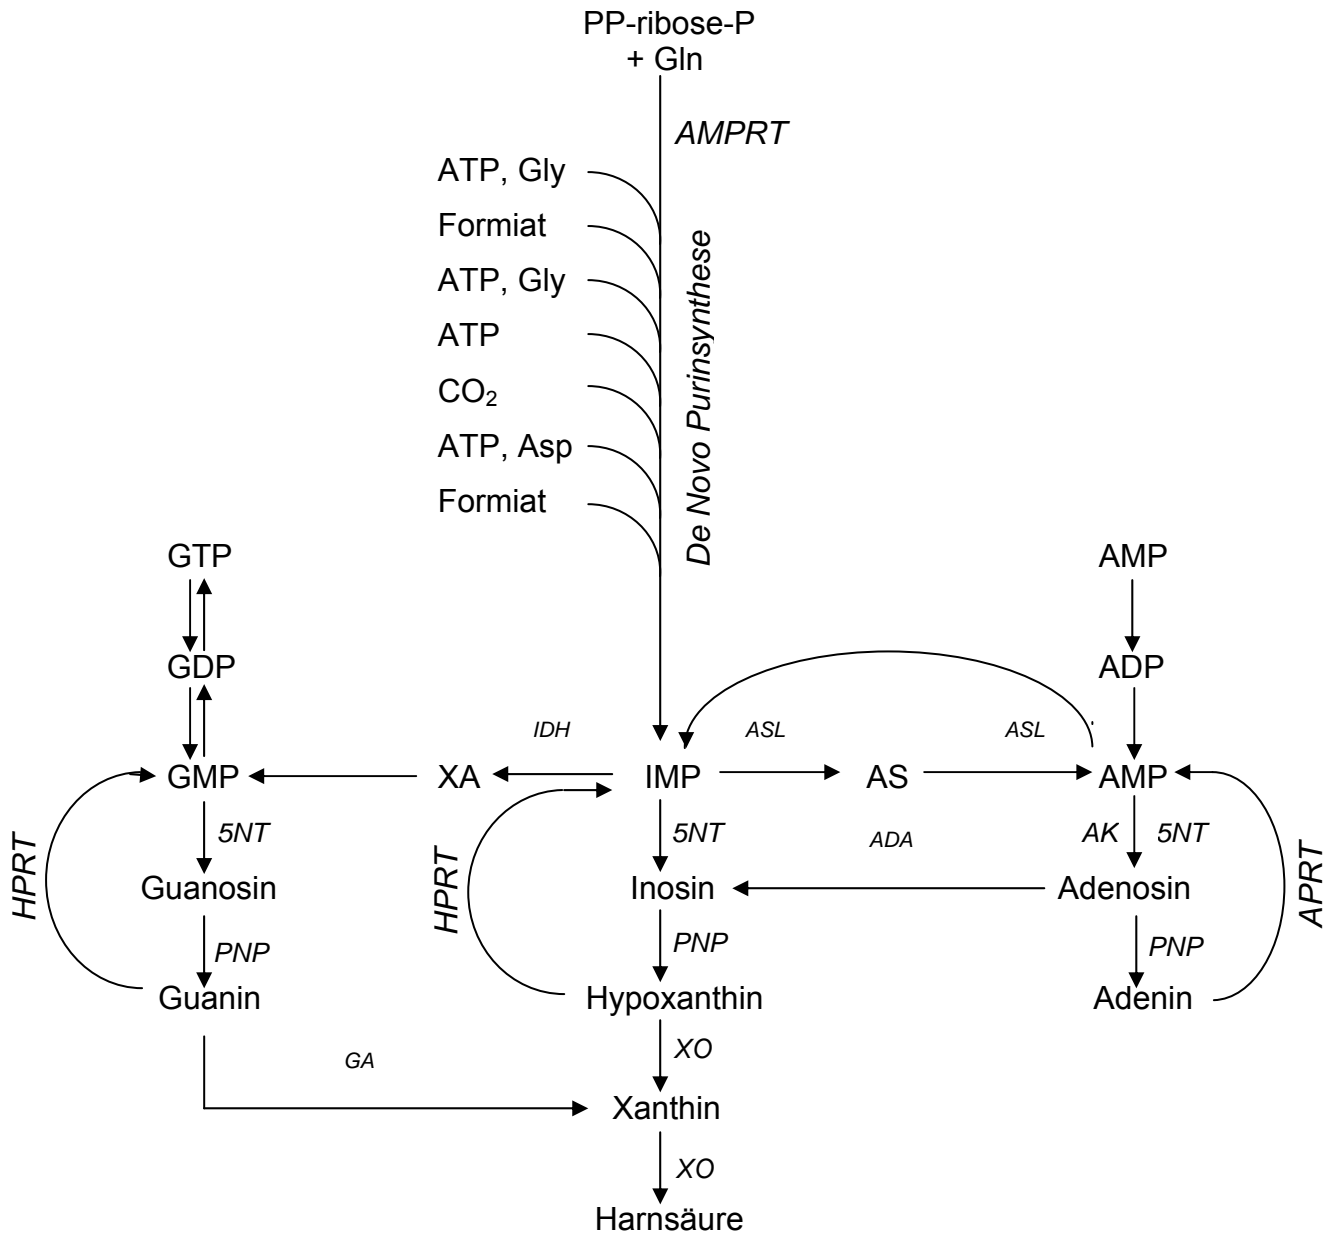 PP-ribose-P
+ Gln
AMPRT
ATP, Gly
Formiat
ATP, Gly
ATP
CO₂
ATP, Asp
Formiat
De Novo Purinsynthese
GTP
AMP
GDP
ADP
IDH
ASL
ASL
GMP
XA
IMP
AS
AMP
HPRT
5NT
HPRT
5NT
ADA
AK
5NT
APRT
Guanosin
Inosin
Adenosin
PNP
PNP
PNP
Guanin
Hypoxanthin
Adenin
GA
XO
Xanthin
XO
Harnsäure